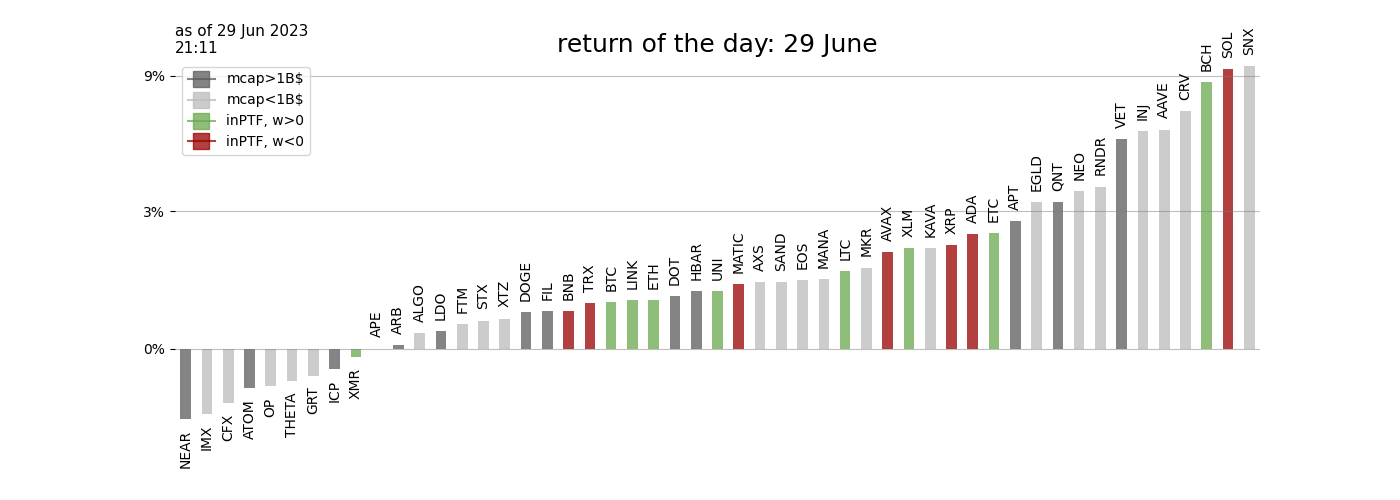 as of 29 Jun 2023
21:11
return of the day: 29 June
mcap>1B$
mcap<1B$
inPTF, w>0
inPTF, w<0
9%
3%
0%
NEAR
IMX
CFX
ATOM
OP
THETA
GRT
ICP
XMR
APE
ARB
ALGO
LDO
FTM
STX
XTZ
DOGE
FIL
BNB
TRX
BTC
LINK
ETH
DOT
HBAR
UNI
MATIC
AXS
SAND
EOS
MANA
LTC
MKR
AVAX
XLM
KAVA
XRP
ADA
ETC
APT
EGLD
QNT
NEO
RNDR
VET
INJ
AAVE
CRV
BCH
SOL
SNX